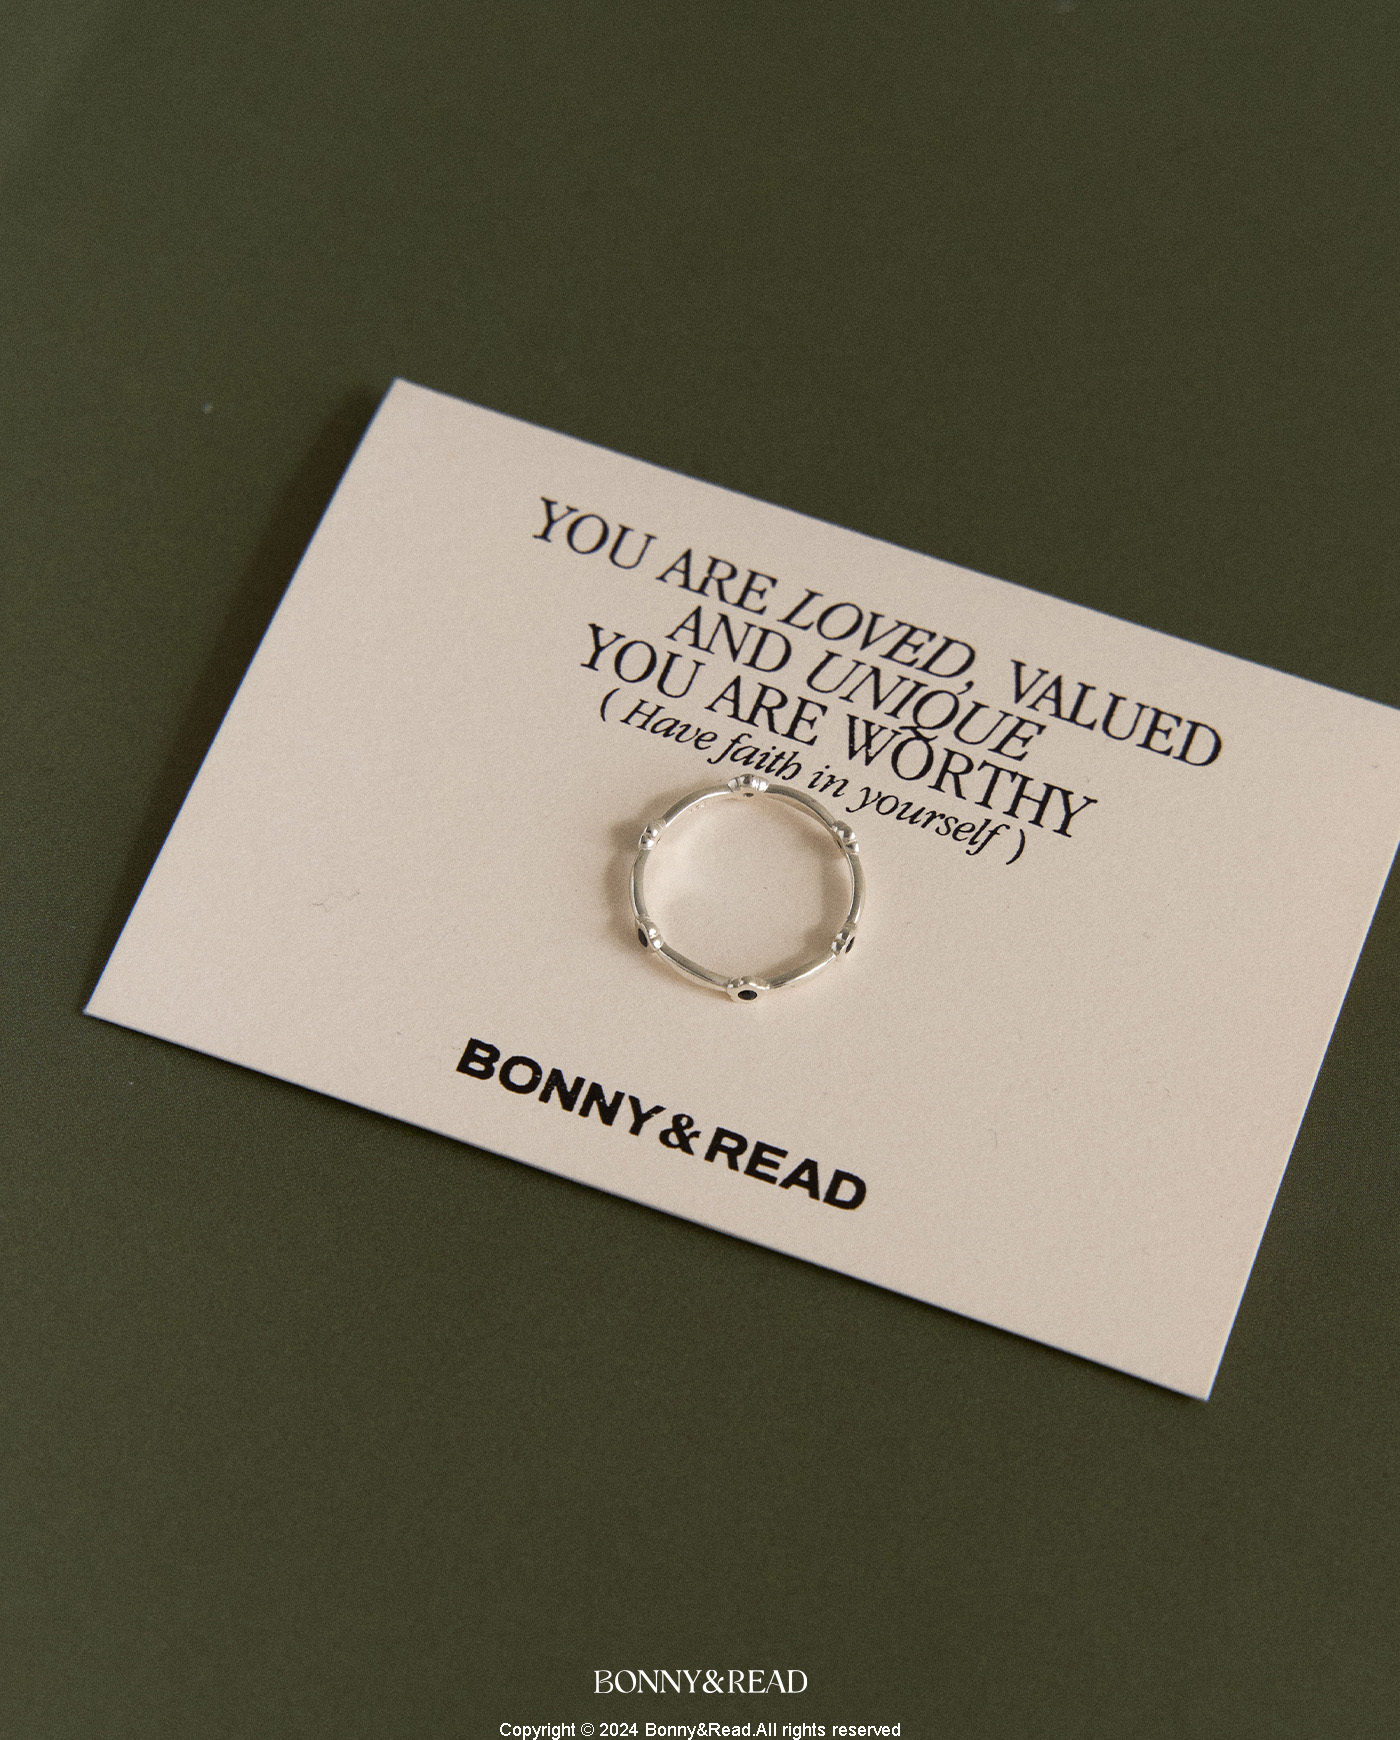 YOU ARE LOVED, VALUED
AND UNIQUE
YOU ARE WORTHY
( Have faith in yourself )
BONNY&READ
BONNY&READ
Copyright © 2024 Bonny&Read.All rights reserved